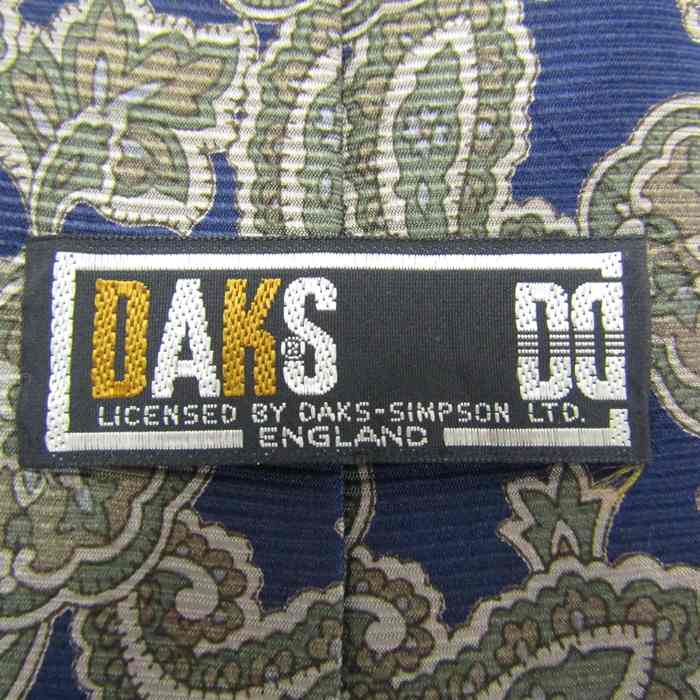 DAKS® DD
LICENSED BY DAKS-SIMPSON LTD.
ENGLAND